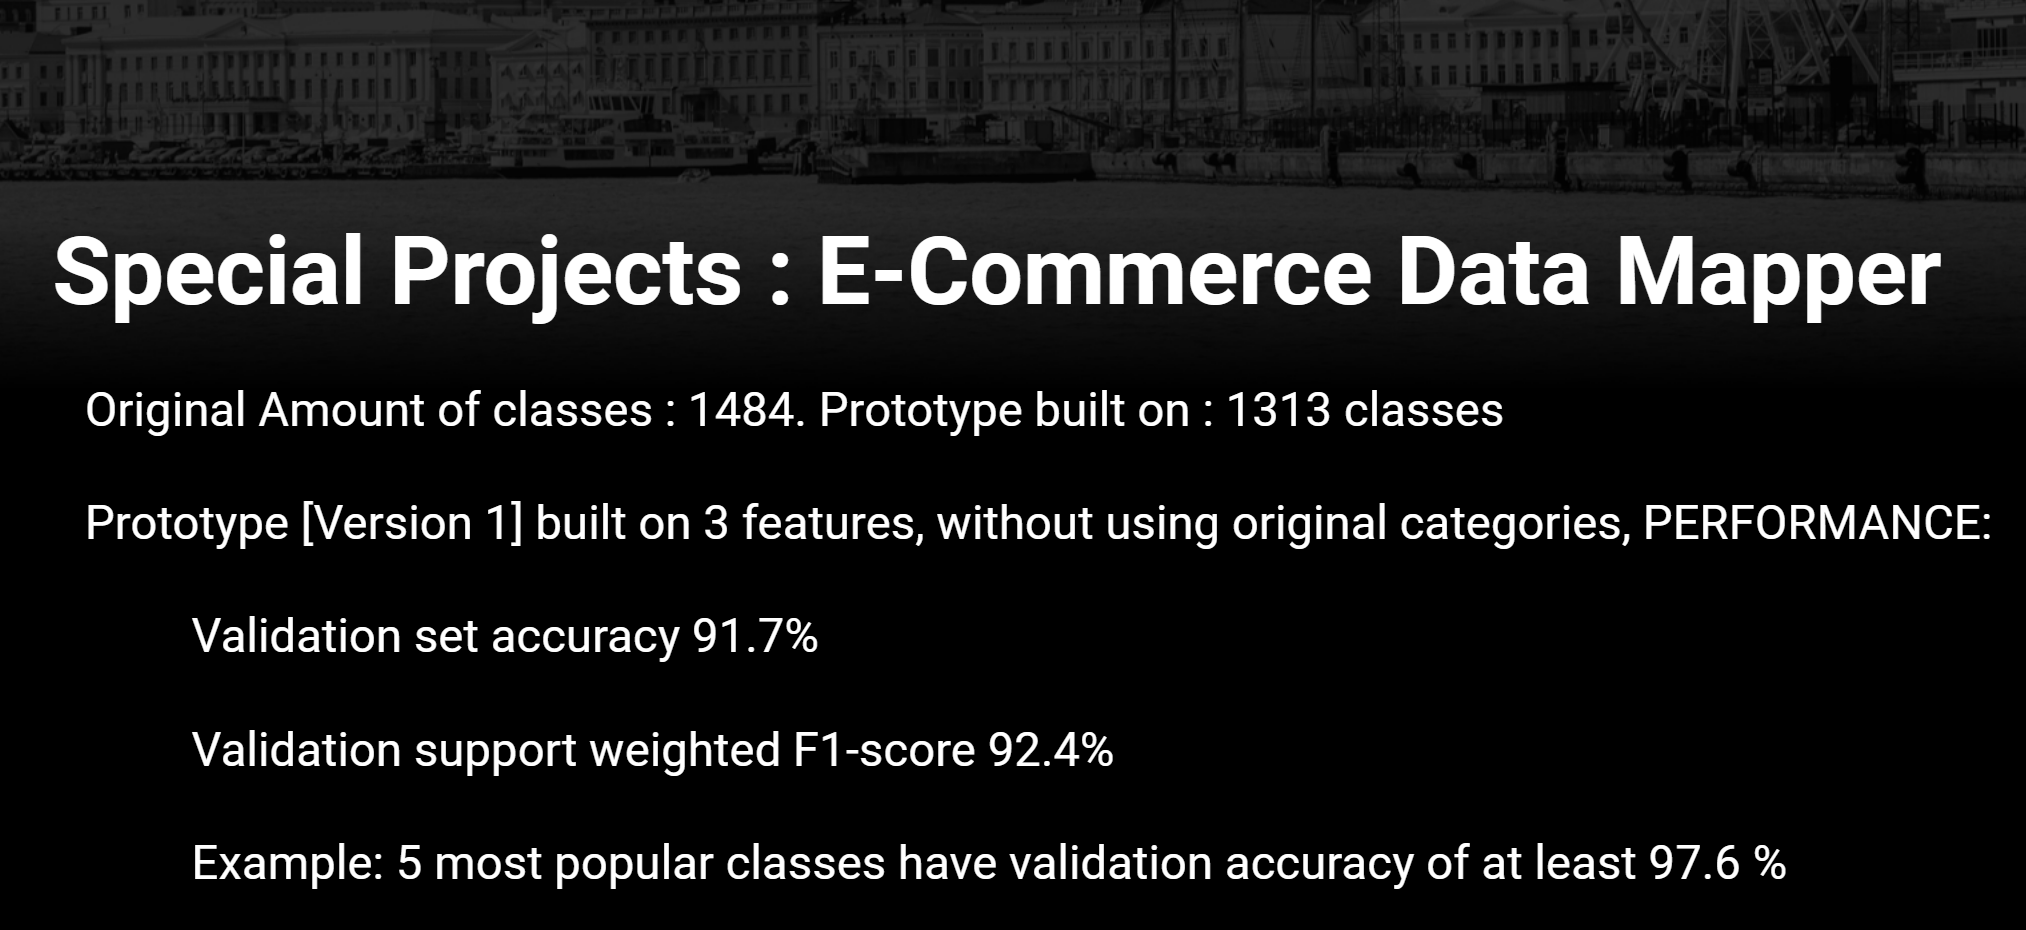 Special Projects : E-Commerce Data Mapper
Original Amount of classes : 1484. Prototype built on : 1313 classes
Prototype [Version 1] built on 3 features, without using original categories, PERFORMANCE:
Validation set accuracy 91.7%
Validation support weighted F1-score 92.4%
Example: 5 most popular classes have validation accuracy of at least 97.6 %